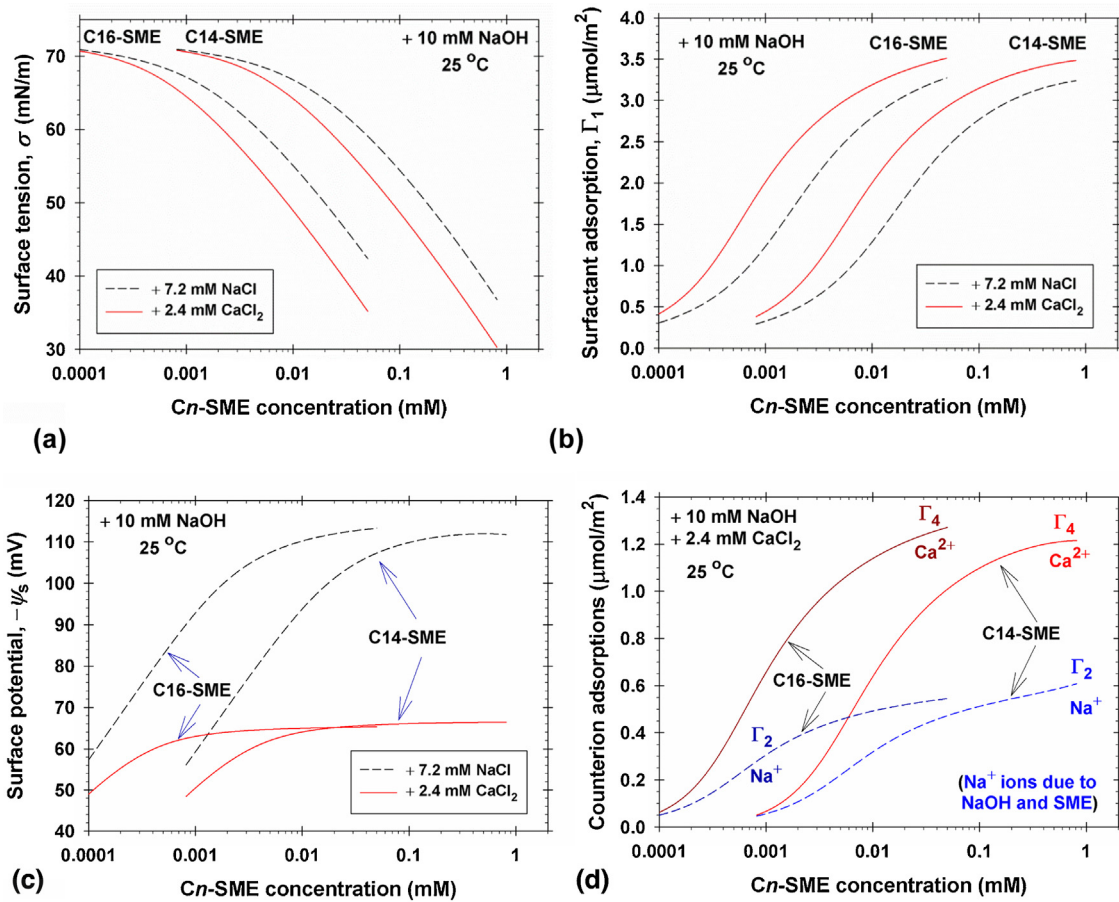 C16-SME C14-SME + 10 mM NaOH
25 °C
Surface tension, σ (mN/m)
70
60
50
40
30
+ 7.2 mM NaCl
+ 2.4 mM CaCl₂
0.0001 0.001 0.01 0.1 1
Cn-SME concentration (mM)
(a)
+ 10 mM NaOH C16-SME C14-SME
25 °C
Surfactant adsorption, Γ₁ (μmol/m²)
4.0
3.5
3.0
2.5
2.0
1.5
1.0
0.5
0.0
+ 7.2 mM NaCl
+ 2.4 mM CaCl₂
0.0001 0.001 0.01 0.1 1
Cn-SME concentration (mM)
(b)
+ 10 mM NaOH
25 °C
Surface potential, −ψₛ (mV)
120
110
100
90
80
70
60
50
40
C14-SME
C16-SME
+ 7.2 mM NaCl
+ 2.4 mM CaCl₂
0.0001 0.001 0.01 0.1 1
Cn-SME concentration (mM)
(c)
+ 10 mM NaOH
+ 2.4 mM CaCl₂
25 °C
Counterion adsorptions (μmol/m²)
1.4
1.2
1.0
0.8
0.6
0.4
0.2
0.0
Γ₄
Ca²⁺
Γ₄
Ca²⁺
C14-SME
C16-SME
Γ₂
Na⁺
Γ₂
Na⁺
(Na⁺ ions due to
NaOH and SME)
0.0001 0.001 0.01 0.1 1
Cn-SME concentration (mM)
(d)